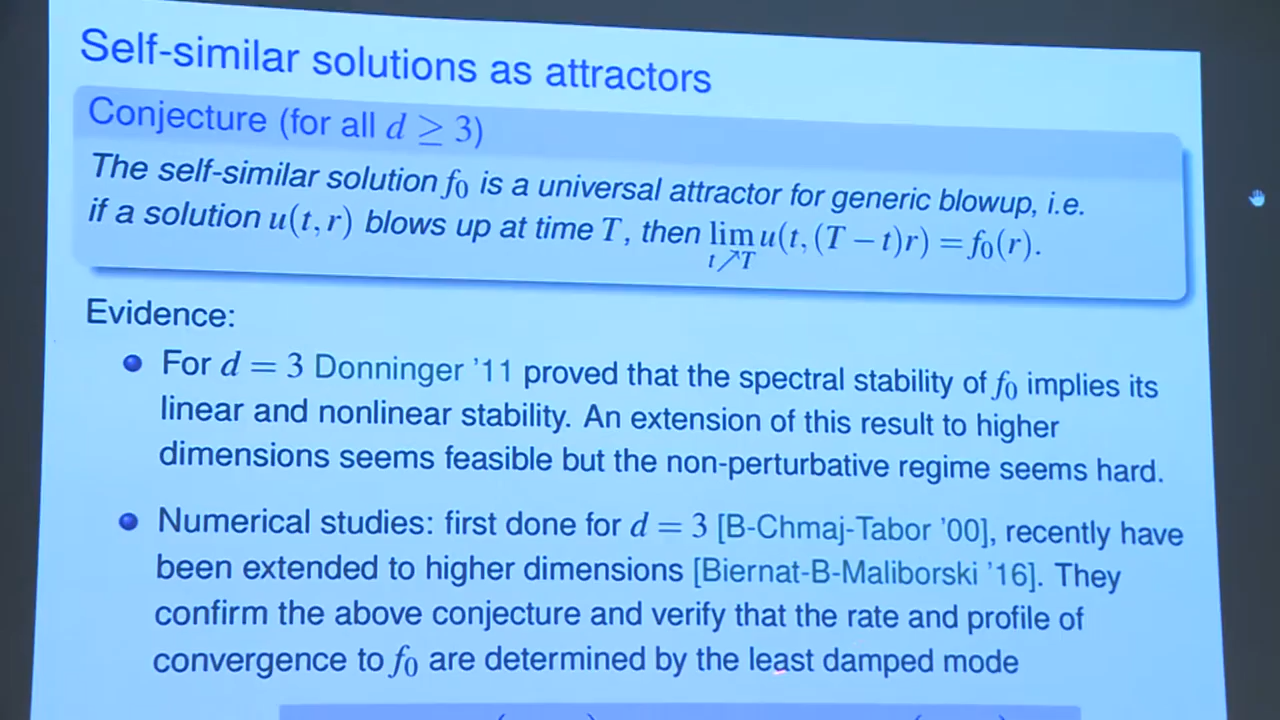 Self-similar solutions as attractors
Conjecture (for all d ≥ 3)
The self-similar solution f₀ is a universal attractor for generic blowup, i.e.
if a solution u(t, r) blows up at time T, then lim u(t, (T − t)r) = f₀(r).
t↗T
Evidence:
For d = 3 Donninger '11 proved that the spectral stability of f₀ implies its
linear and nonlinear stability. An extension of this result to higher
dimensions seems feasible but the non-perturbative regime seems hard.
Numerical studies: first done for d = 3 [B-Chmaj-Tabor '00], recently have
been extended to higher dimensions [Biernat-B-Maliborski '16]. They
confirm the above conjecture and verify that the rate and profile of
convergence to f₀ are determined by the least damped mode